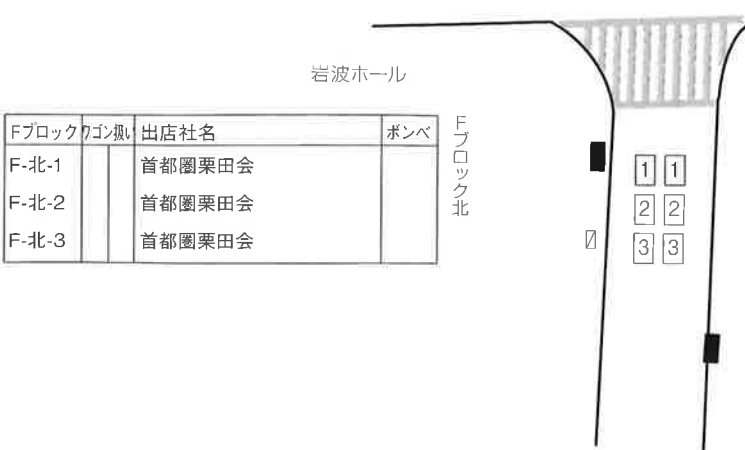 岩波ホール
Fブロック ワゴン扱い 出店社名 ボンベ
F-北-1 首都圏栗田会
F-北-2 首都圏栗田会
F-北-3 首都圏栗田会
Fブロック北
1 1
2 2
3 3